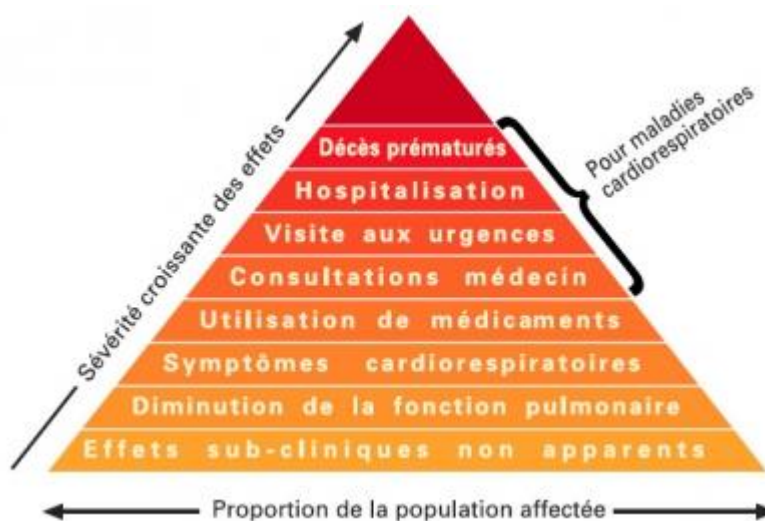 Sévérité croissante des effets
Décès prématurés
Hospitalisation
Visite aux urgences
Consultations médecin
Utilisation de médicaments
Symptômes cardiorespiratoires
Diminution de la fonction pulmonaire
Effets sub-cliniques non apparents
Pour maladies
cardiorespiratoires
Proportion de la population affectée